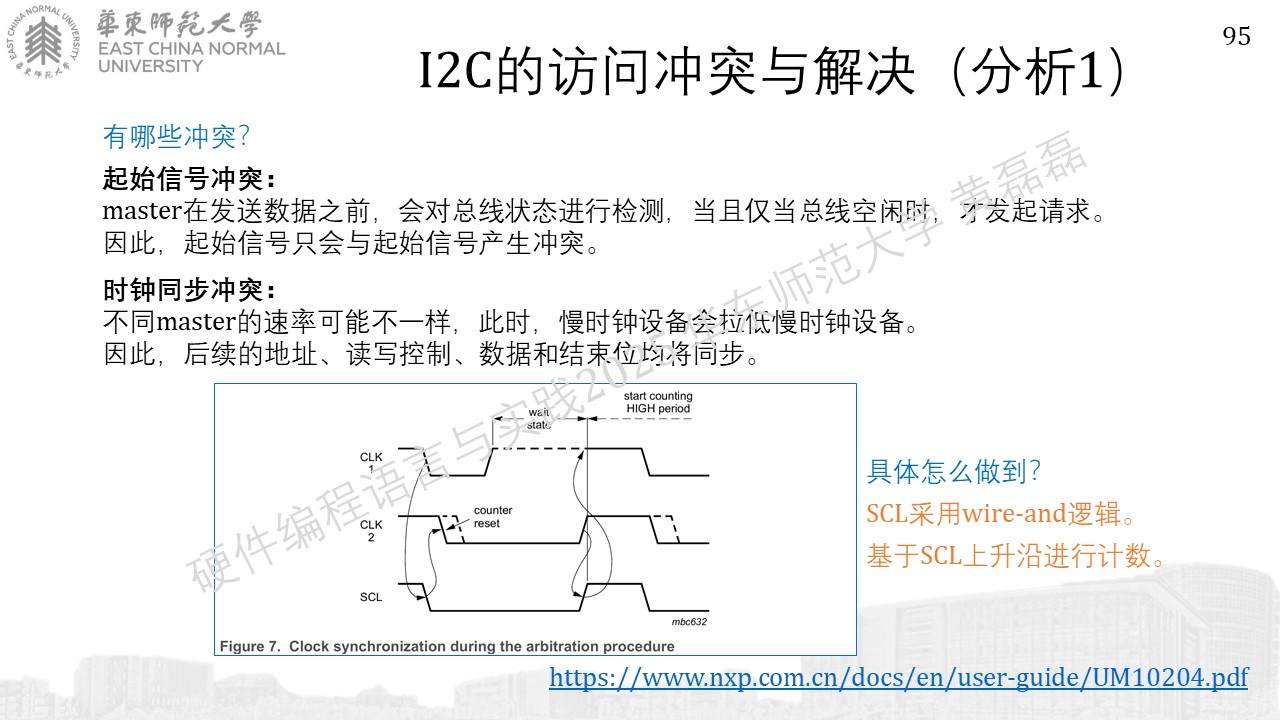 華東師範大學
EAST CHINA NORMAL
UNIVERSITY
95
I2C的访问冲突与解决（分析1）
有哪些冲突？
起始信号冲突：
master在发送数据之前，会对总线状态进行检测，当且仅当总线空闲时，才发起请求。
因此，起始信号只会与起始信号产生冲突。
时钟同步冲突：
不同master的速率可能不一样，此时，慢时钟设备会拉低慢时钟设备。
因此，后续的地址、读写控制、数据和结束位均将同步。
wait
state
start counting
HIGH period
CLK
1
counter
reset
CLK
2
SCL
mbc632
Figure 7. Clock synchronization during the arbitration procedure
具体怎么做到？
SCL采用wire-and逻辑。
基于SCL上升沿进行计数。
https://www.nxp.com.cn/docs/en/user-guide/UM10204.pdf
硬件编程语言与实践2025 华东师范大学 黄磊磊
EAST CHINA NORMAL UNIVERSITY
華東師範大學